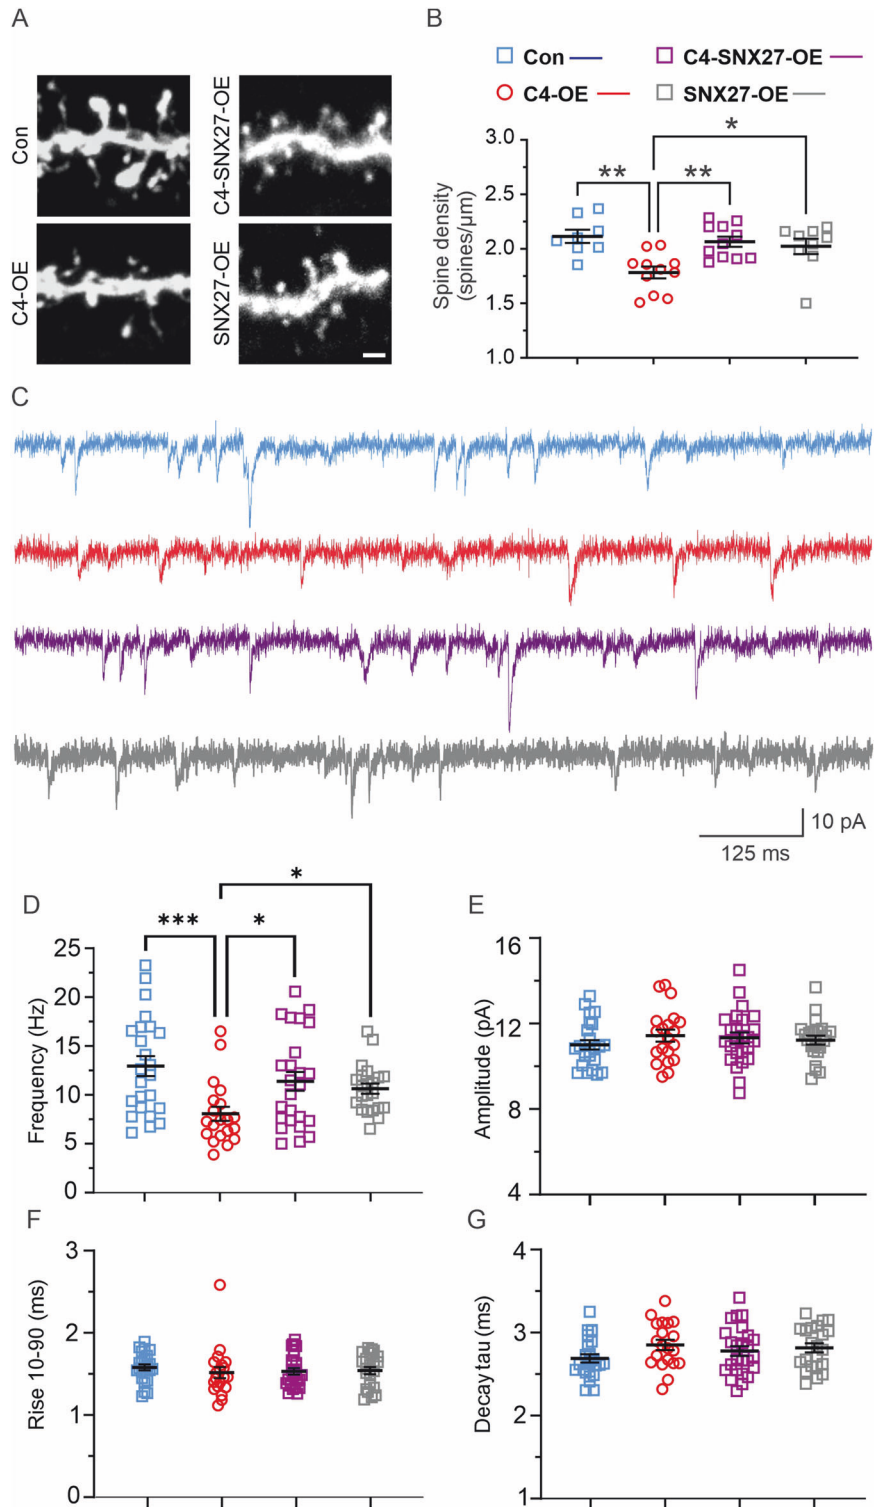 A
Con
C4-SNX27-OE
C4-OE
SNX27-OE
B
Con
C4-SNX27-OE
C4-OE
SNX27-OE
*
** **
Spine density
(spines/µm)
3.0
2.5
2.0
1.5
1.0
C
10 pA
125 ms
D
*
*** *
Frequency (Hz)
25
20
15
10
5
0
E
Amplitude (pA)
16
12
8
4
F
Rise 10-90 (ms)
3
2
1
0
G
Decay tau (ms)
4
3
2
1